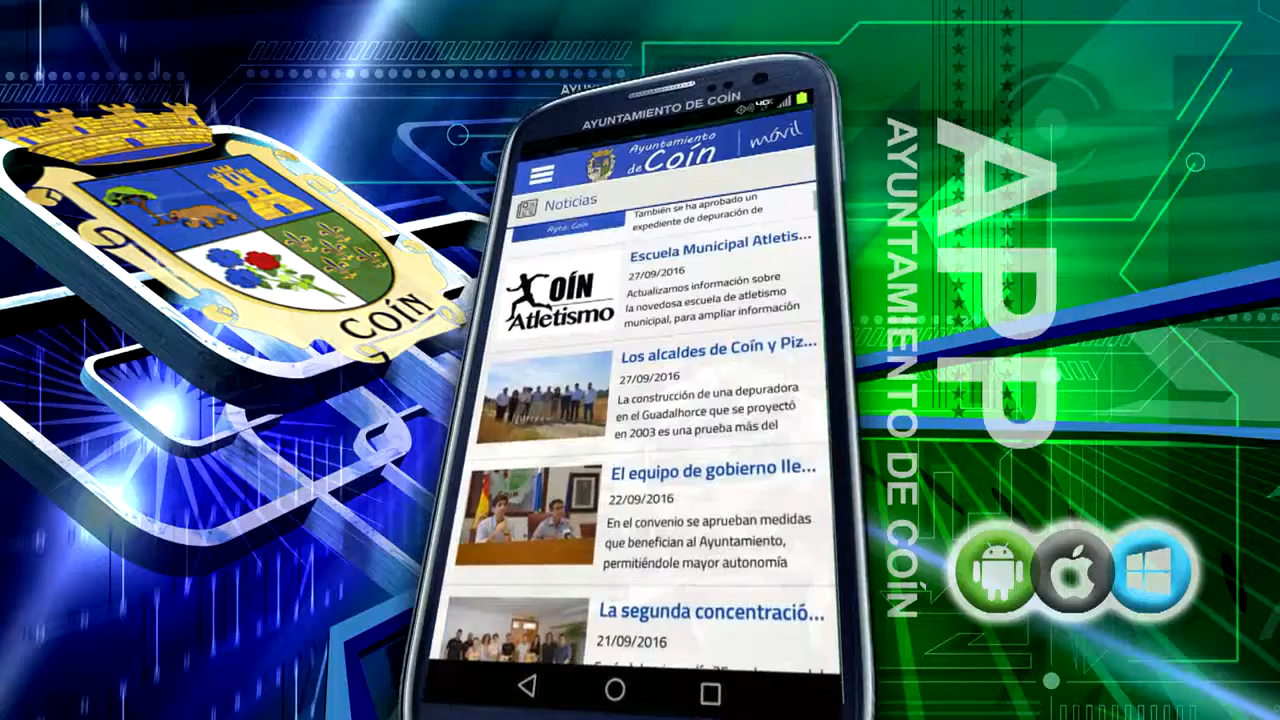 COÍN
AYUNTAMIENTO DE COÍN
4G
Ayuntamiento
de Coín
móvil
Noticias
Ayto. Coín
También se ha aprobado un
expediente de depuración de
COÍN
Atletismo
Escuela Municipal Atletis...
27/09/2016
Actualizamos información sobre
la novedosa escuela de atletismo
municipal, para ampliar información
Los alcaldes de Coín y Piz...
27/09/2016
La construcción de una depuradora
en el Guadalhorce que se proyectó
en 2003 es una prueba más del
El equipo de gobierno lle...
22/09/2016
En el convenio se aprueban medidas
que benefician al Ayuntamiento,
permitiéndole mayor autonomía
La segunda concentració...
21/09/2016
APP
AYUNTAMIENTO DE COÍN